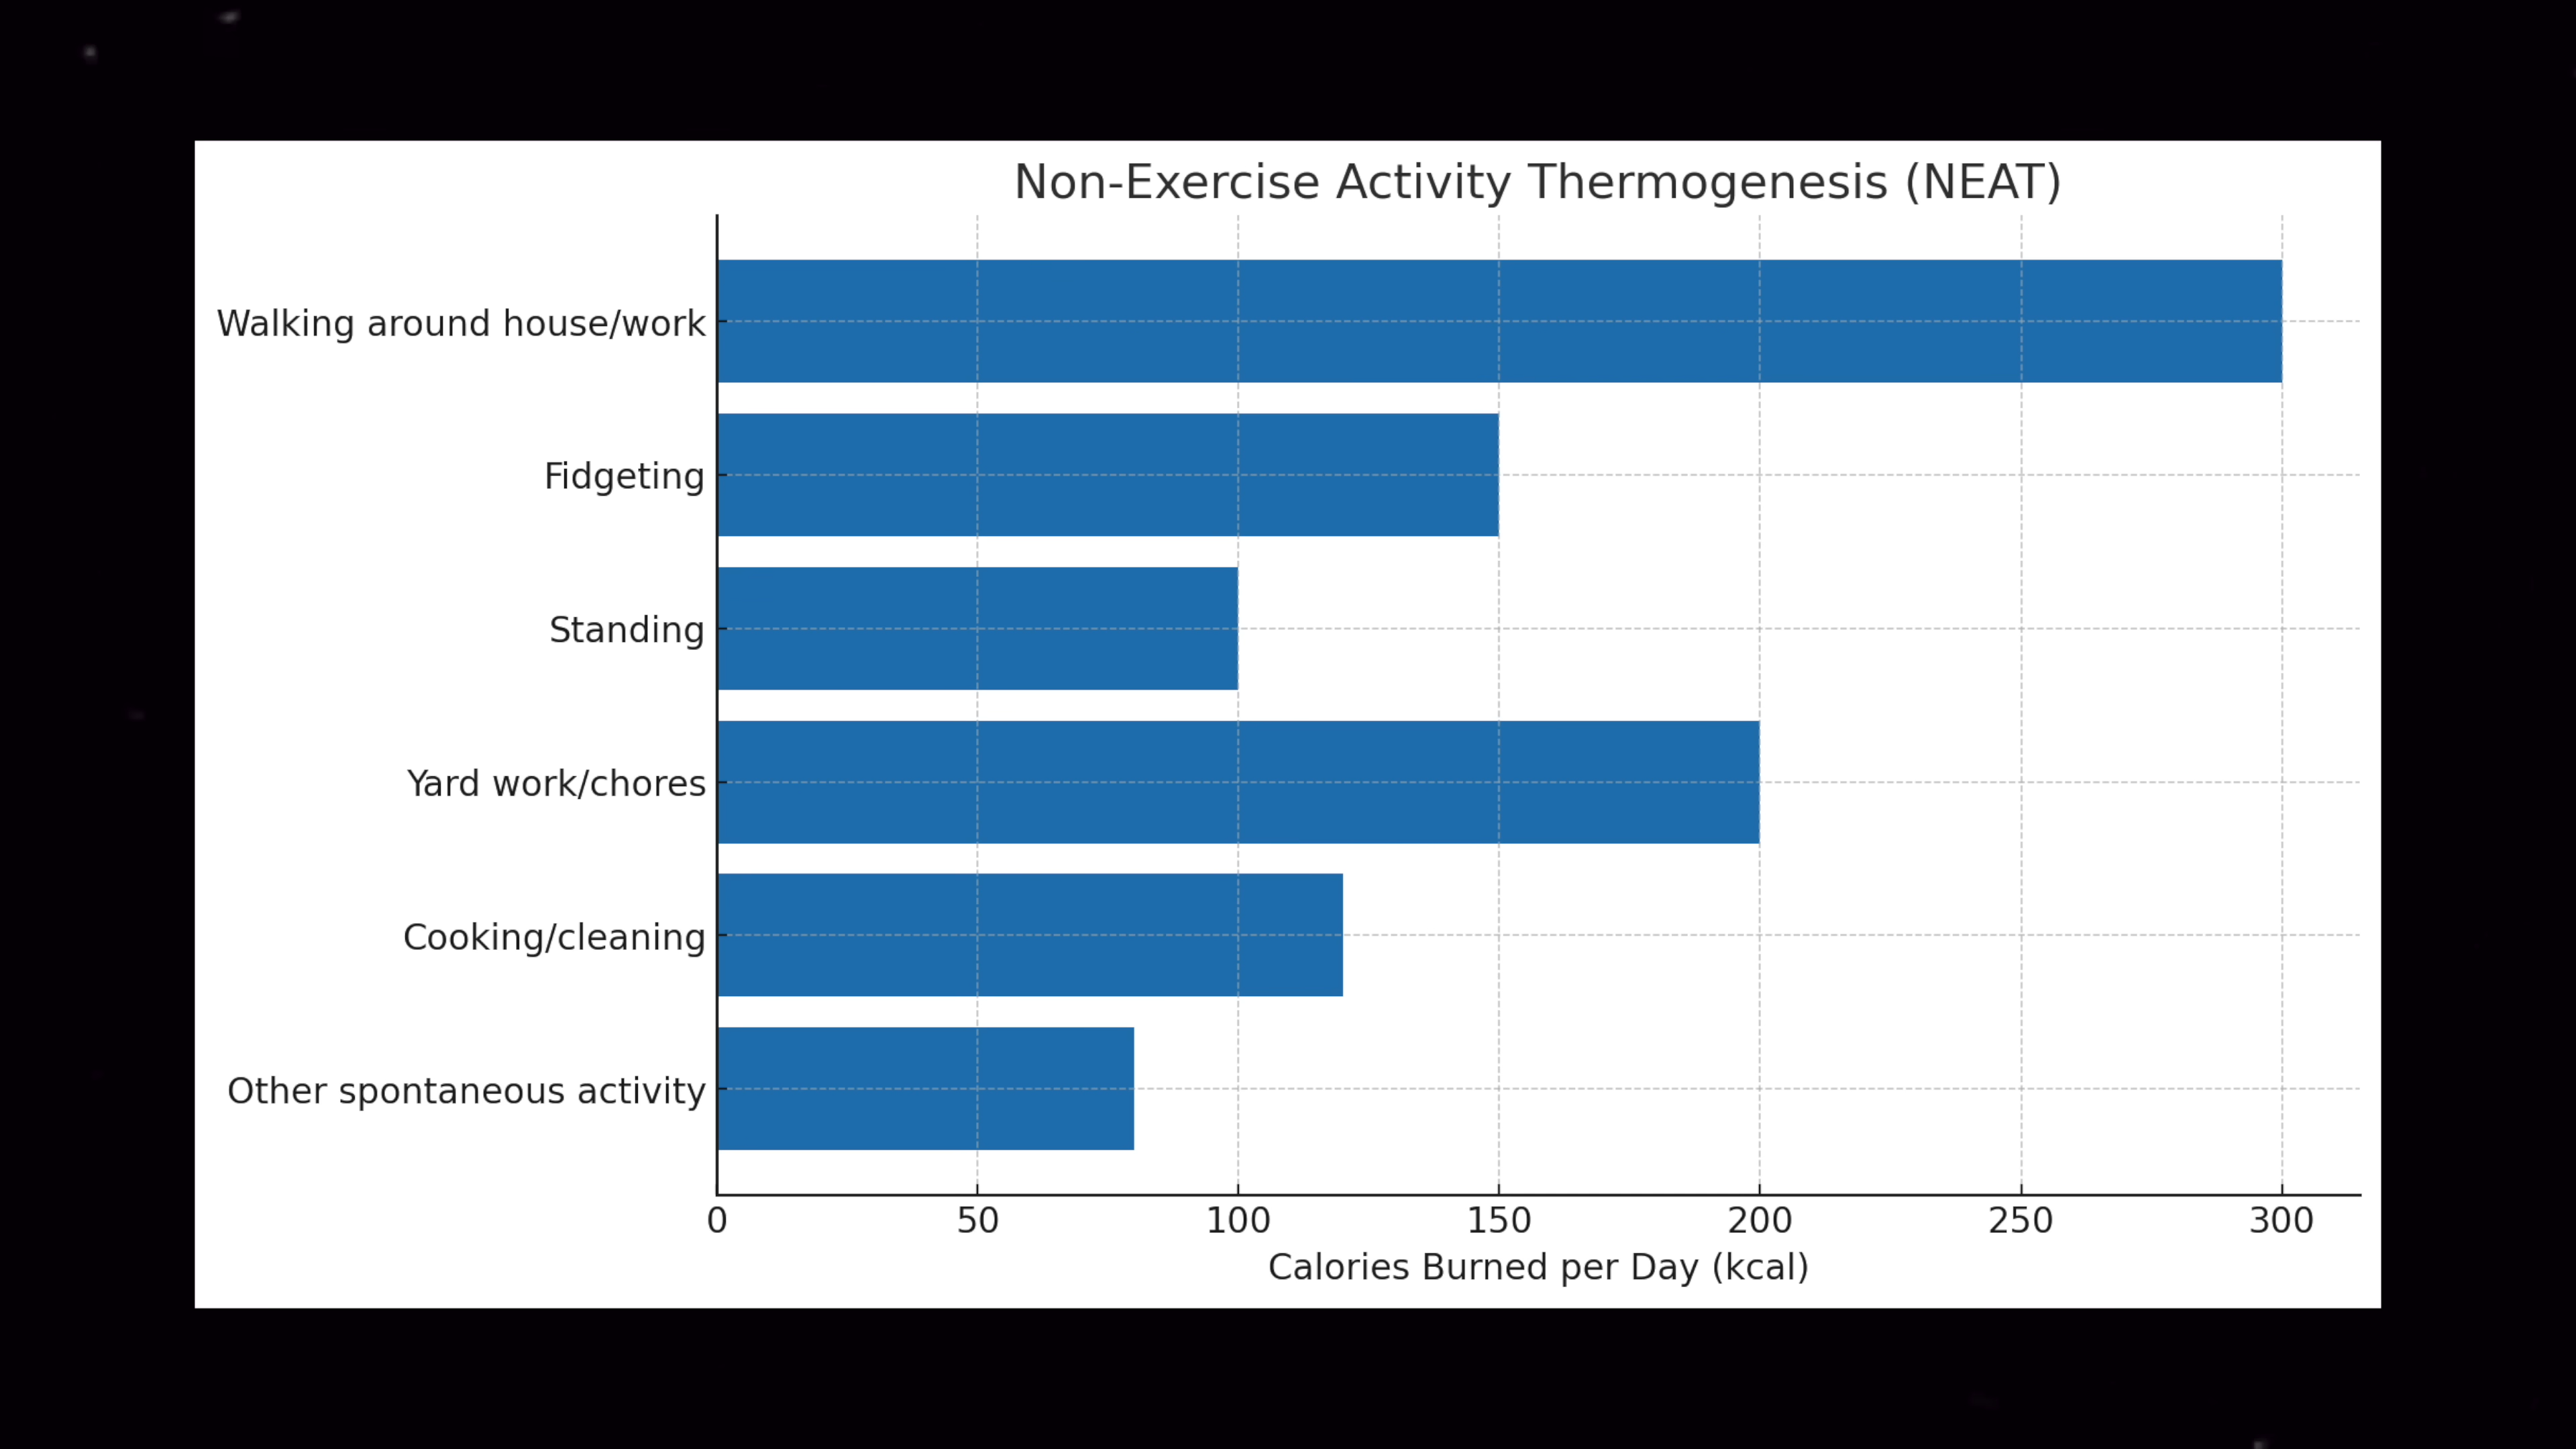 Non-Exercise Activity Thermogenesis (NEAT)
Walking around house/work
Fidgeting
Standing
Yard work/chores
Cooking/cleaning
Other spontaneous activity
0 50 100 150 200 250 300
Calories Burned per Day (kcal)